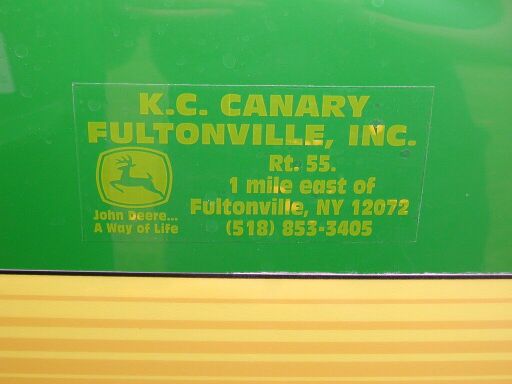 K.C. CANARY
FULTONVILLE, INC.
Rt. 55.
1 mile east of
Fultonville, NY 12072
(518) 853-3405
John Deere...
A Way of Life